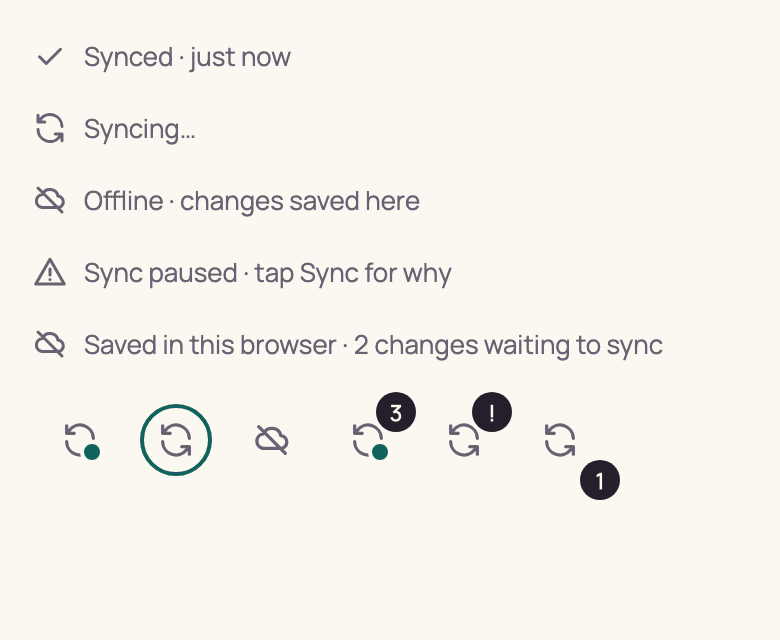 Synced · just now
Syncing…
Offline · changes saved here
Sync paused · tap Sync for why
Saved in this browser · 2 changes waiting to sync
3
!
1